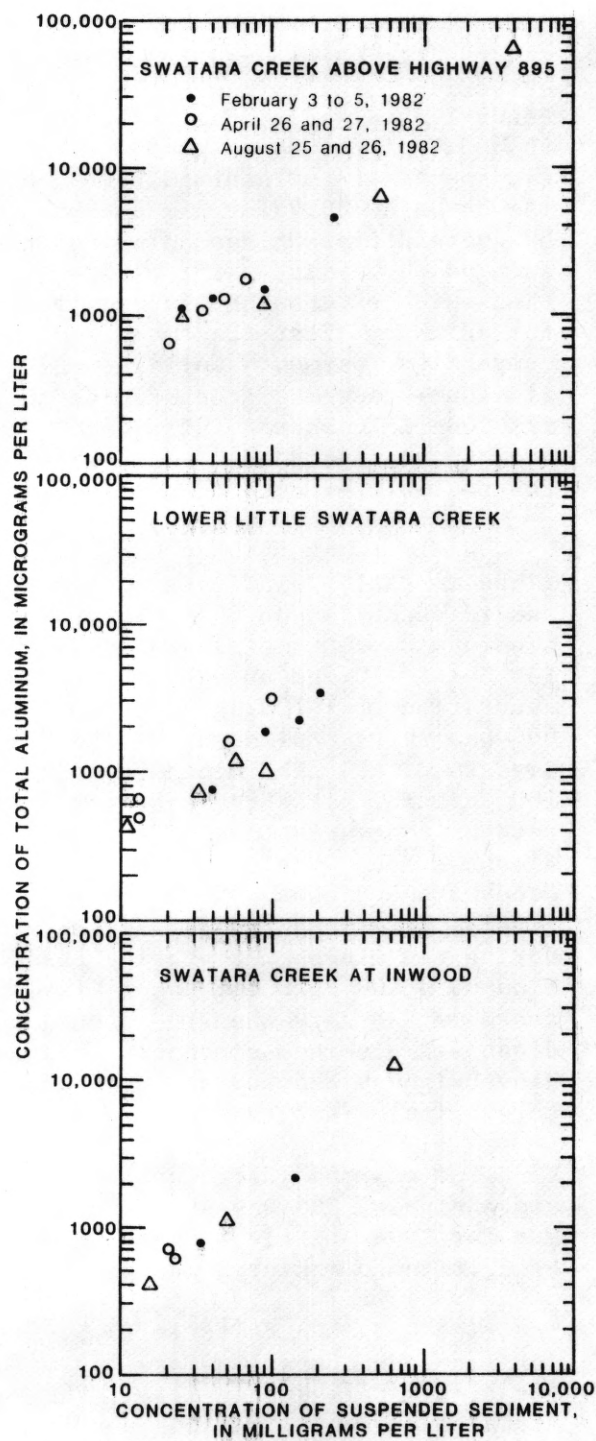 CONCENTRATION OF TOTAL ALUMINUM, IN MICROGRAMS PER LITER
100,000
SWATARA CREEK ABOVE HIGHWAY 895
February 3 to 5, 1982
April 26 and 27, 1982
August 25 and 26, 1982
10,000
1000
100
100,000
LOWER LITTLE SWATARA CREEK
10,000
1000
100
100,000
SWATARA CREEK AT INWOOD
10,000
1000
100
10 100 1000 10,000
CONCENTRATION OF SUSPENDED SEDIMENT,
IN MILLIGRAMS PER LITER